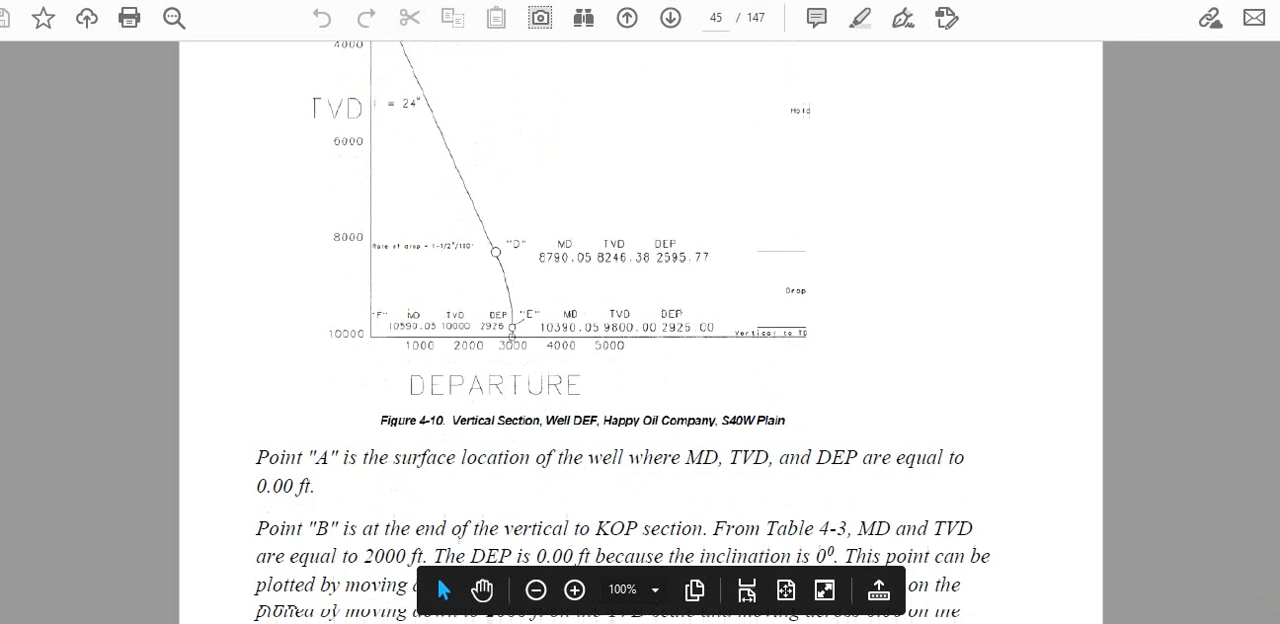 45 / 147
4000
TVD
= 24°
Hold
6000
8000
Rate of drop - 1-1/2°/100'
"D" MD TVD DEP
8790.05 8246.38 2595.77
Drop
"F" MD TVD DEP "E" MD TVD DEP
10590.05 10000 2926 10390.05 9800.00 2926.00
Vertical to TD
10000
1000 2000 3000 4000 5000
DEPARTURE
Figure 4-10. Vertical Section, Well DEF, Happy Oil Company, S40W Plain
Point "A" is the surface location of the well where MD, TVD, and DEP are equal to
0.00 ft.
Point "B" is at the end of the vertical to KOP section. From Table 4-3, MD and TVD
are equal to 2000 ft. The DEP is 0.00 ft because the inclination is 0⁰. This point can be
plotted by moving on the
100%